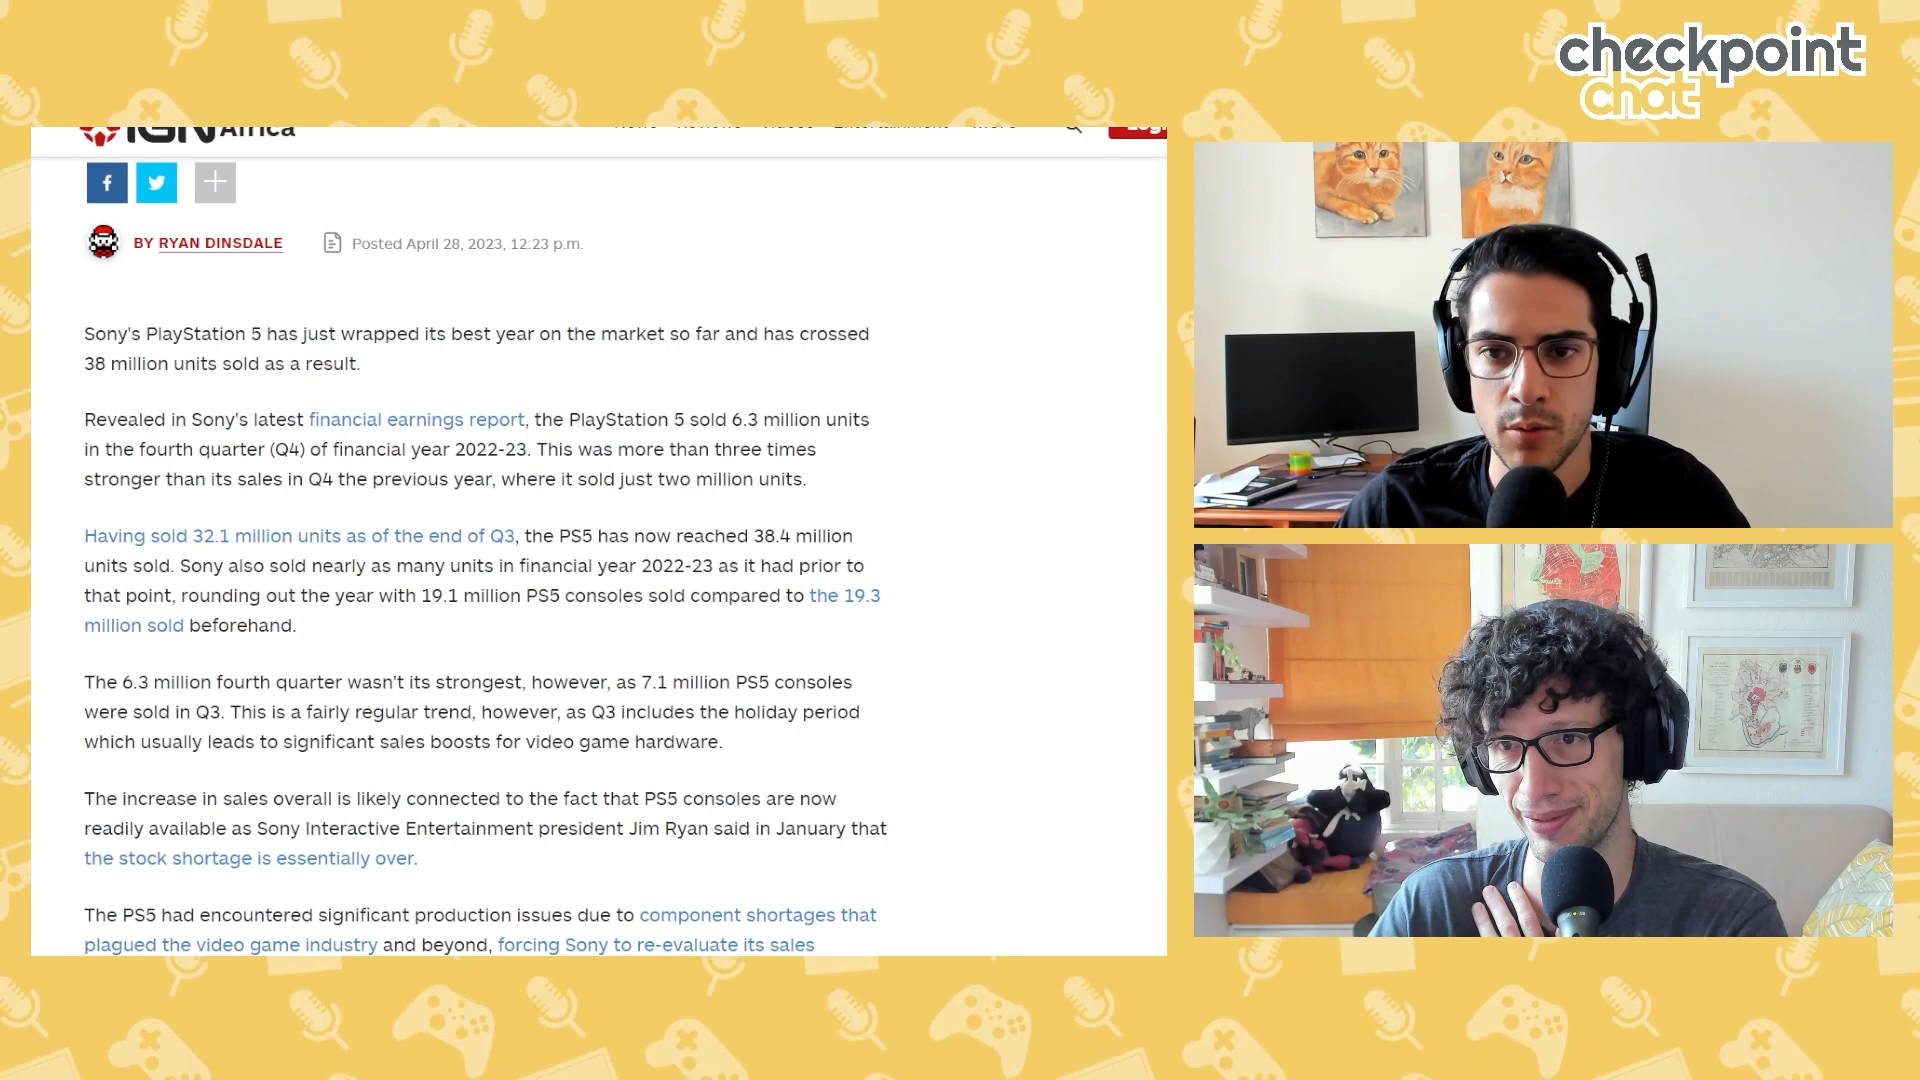 checkpoint
chat
IGN Africa
News Reviews Videos Entertainment More
BY RYAN DINSDALE
Posted April 28, 2023, 12:23 p.m.
Sony's PlayStation 5 has just wrapped its best year on the market so far and has crossed
38 million units sold as a result.
Revealed in Sony's latest financial earnings report, the PlayStation 5 sold 6.3 million units
in the fourth quarter (Q4) of financial year 2022-23. This was more than three times
stronger than its sales in Q4 the previous year, where it sold just two million units.
Having sold 32.1 million units as of the end of Q3, the PS5 has now reached 38.4 million
units sold. Sony also sold nearly as many units in financial year 2022-23 as it had prior to
that point, rounding out the year with 19.1 million PS5 consoles sold compared to the 19.3
million sold beforehand.
The 6.3 million fourth quarter wasn't its strongest, however, as 7.1 million PS5 consoles
were sold in Q3. This is a fairly regular trend, however, as Q3 includes the holiday period
which usually leads to significant sales boosts for video game hardware.
The increase in sales overall is likely connected to the fact that PS5 consoles are now
readily available as Sony Interactive Entertainment president Jim Ryan said in January that
the stock shortage is essentially over.
The PS5 had encountered significant production issues due to component shortages that
plagued the video game industry and beyond, forcing Sony to re-evaluate its sales